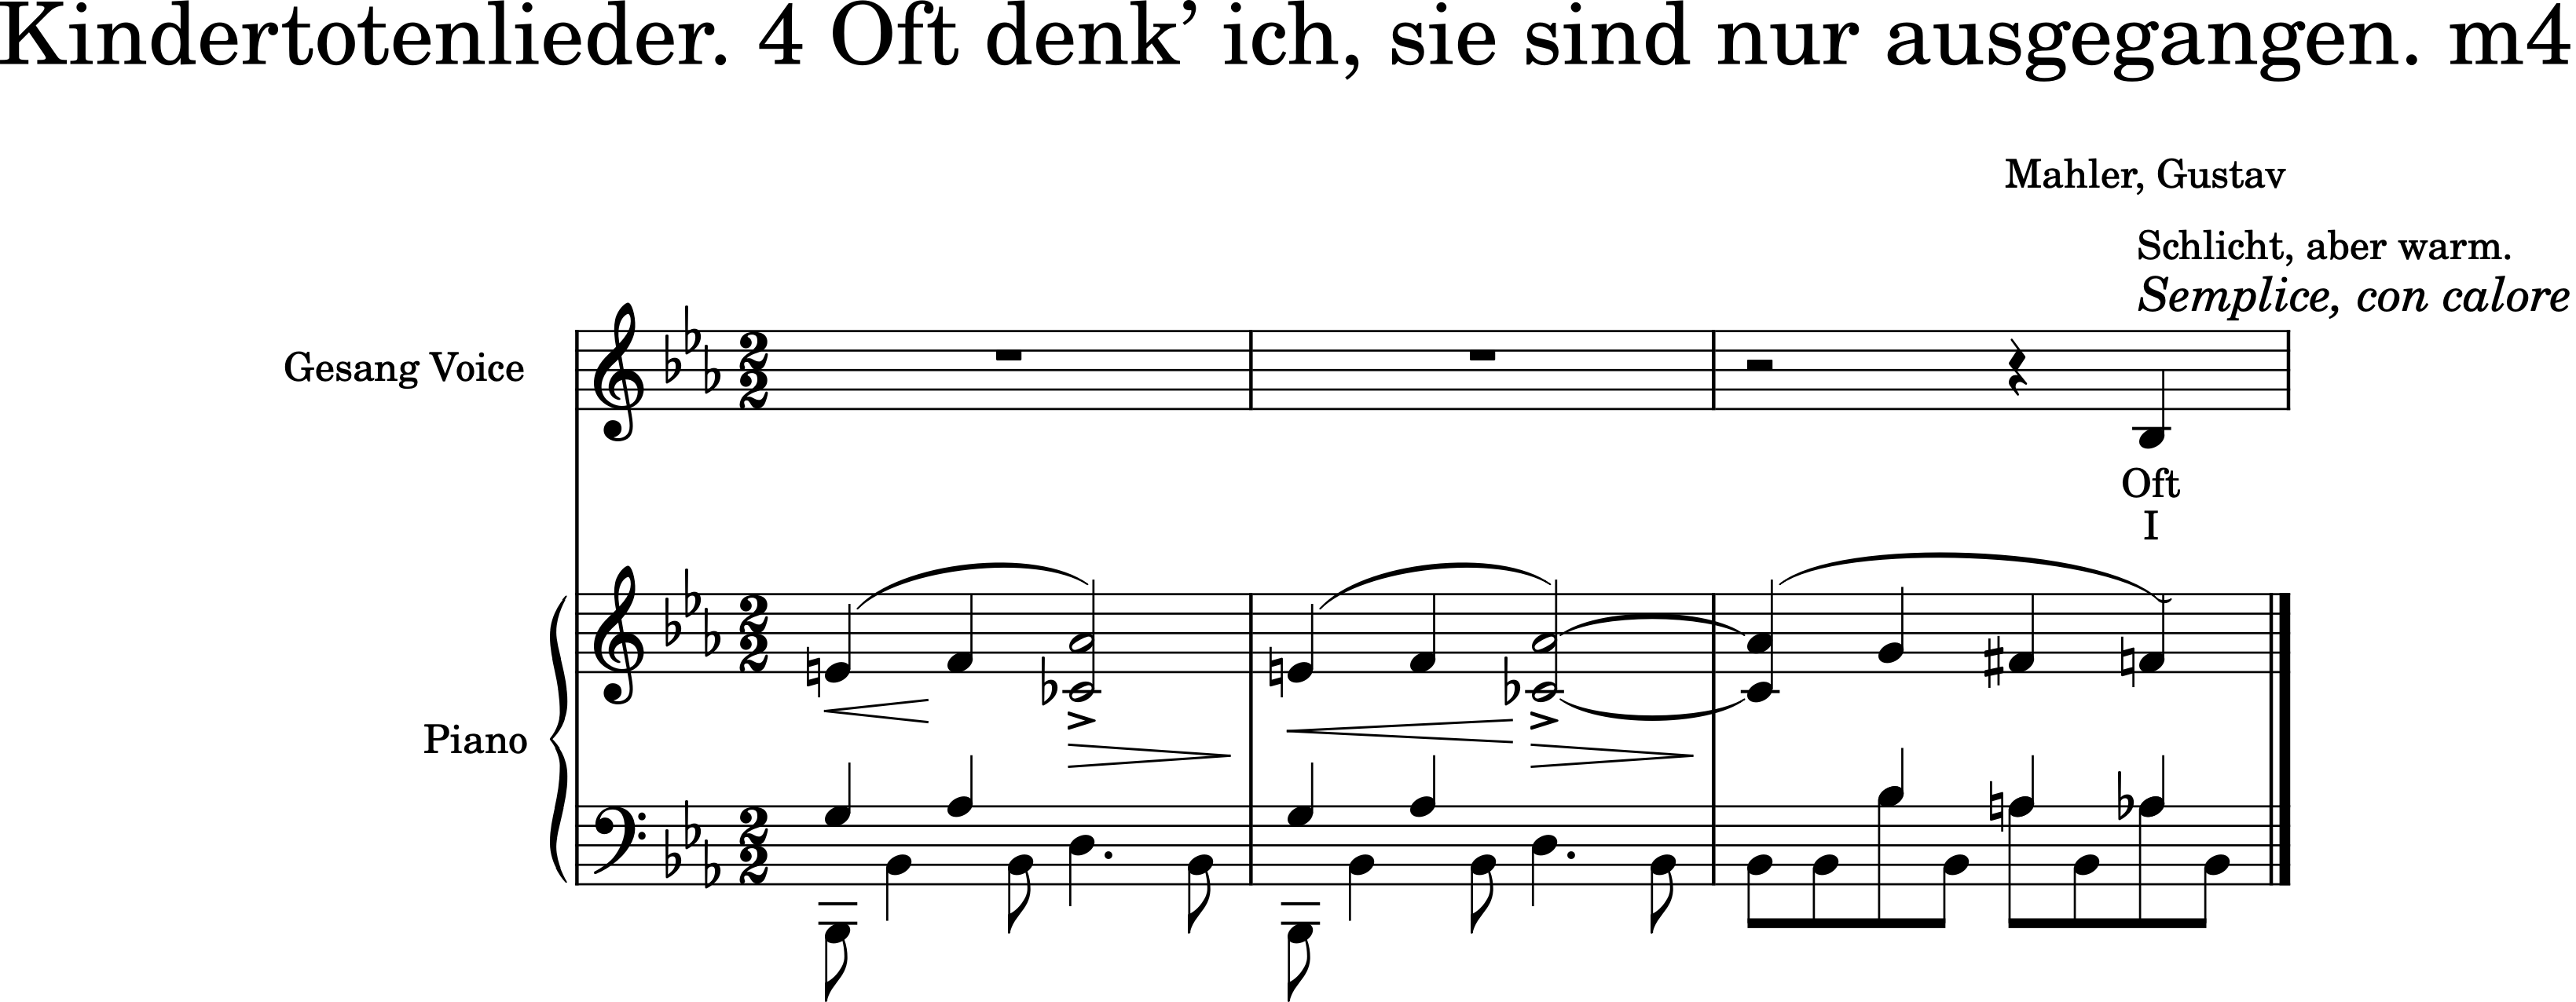 Kindertotenlieder. 4 Oft denk’ ich, sie sind nur ausgegangen. m4
Mahler, Gustav
Schlicht, aber warm.
Semplice, con calore
Gesang Voice
Oft
I
Piano